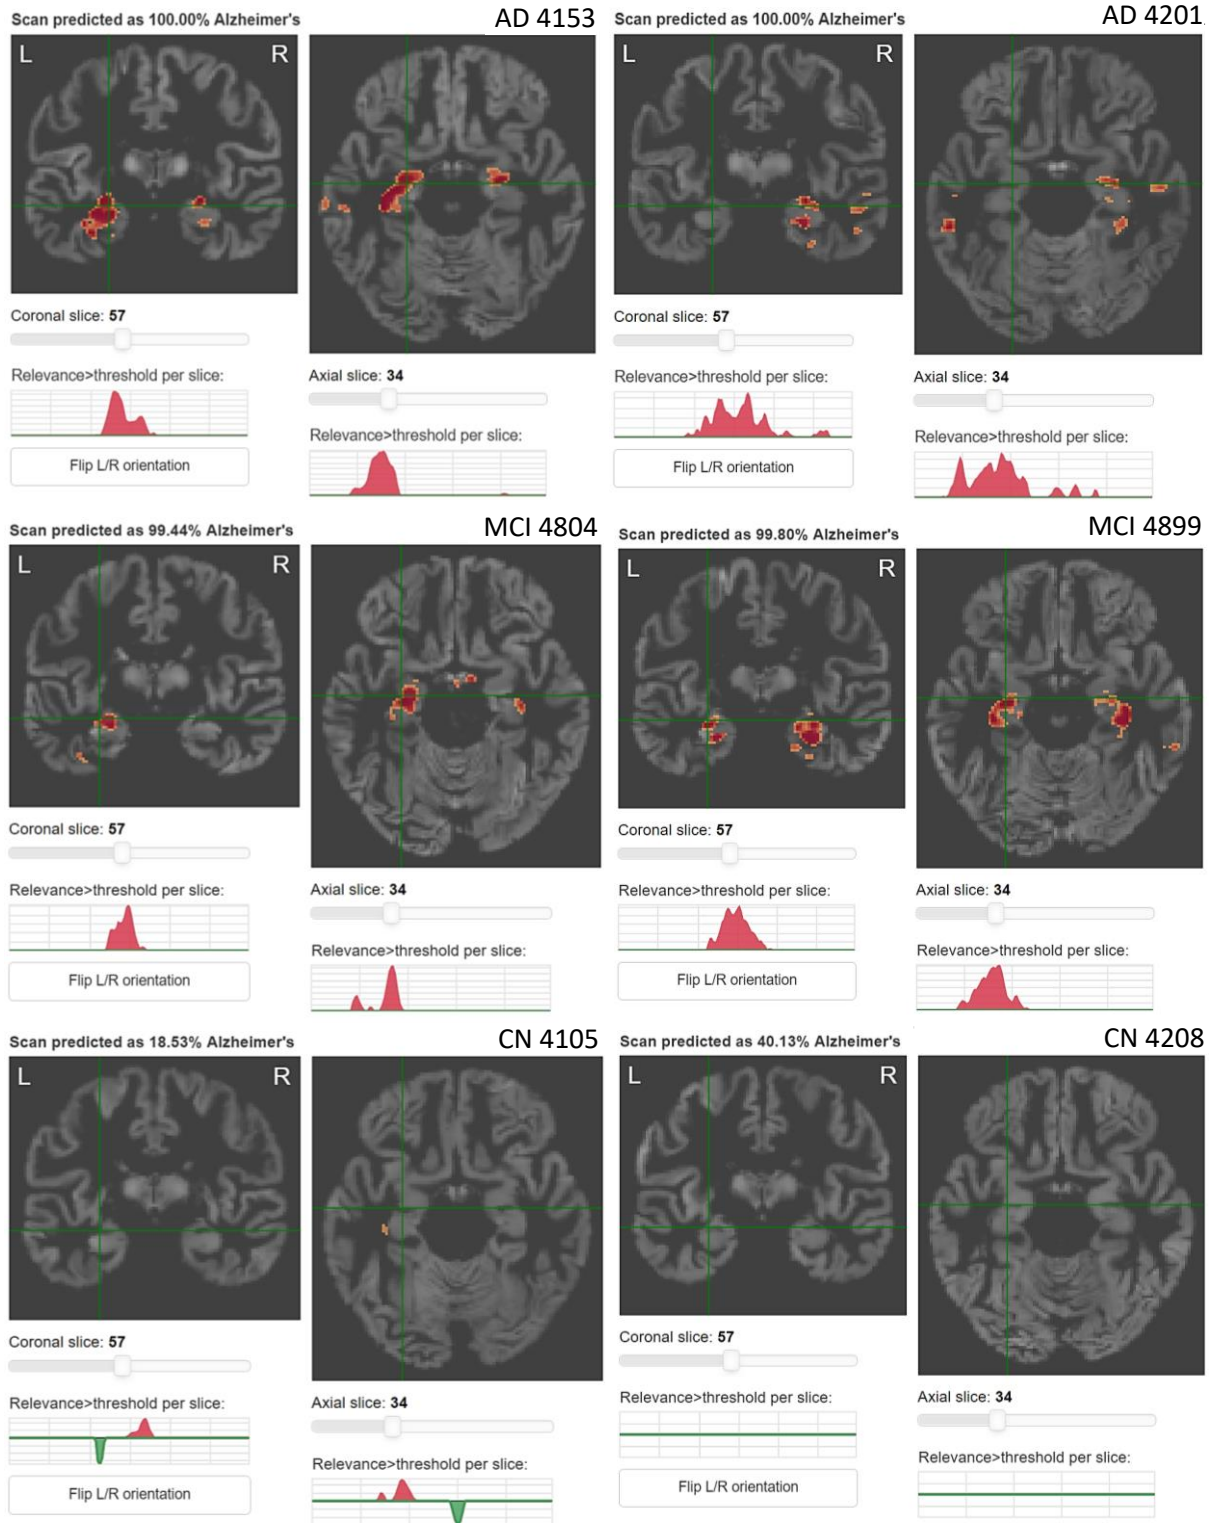 Scan predicted as 100.00% Alzheimer's
AD 4153
L
R
Coronal slice: 57
Relevance>threshold per slice:
Flip L/R orientation
Axial slice: 34
Relevance>threshold per slice:
Scan predicted as 100.00% Alzheimer's
AD 4201
L
R
Coronal slice: 57
Relevance>threshold per slice:
Flip L/R orientation
Axial slice: 34
Relevance>threshold per slice:
Scan predicted as 99.44% Alzheimer's
MCI 4804
L
R
Coronal slice: 57
Relevance>threshold per slice:
Flip L/R orientation
Axial slice: 34
Relevance>threshold per slice:
Scan predicted as 99.80% Alzheimer's
MCI 4899
L
R
Coronal slice: 57
Relevance>threshold per slice:
Flip L/R orientation
Axial slice: 34
Relevance>threshold per slice:
Scan predicted as 18.53% Alzheimer's
CN 4105
L
R
Coronal slice: 57
Relevance>threshold per slice:
Flip L/R orientation
Axial slice: 34
Relevance>threshold per slice:
Scan predicted as 40.13% Alzheimer's
CN 4208
L
R
Coronal slice: 57
Relevance>threshold per slice:
Flip L/R orientation
Axial slice: 34
Relevance>threshold per slice: